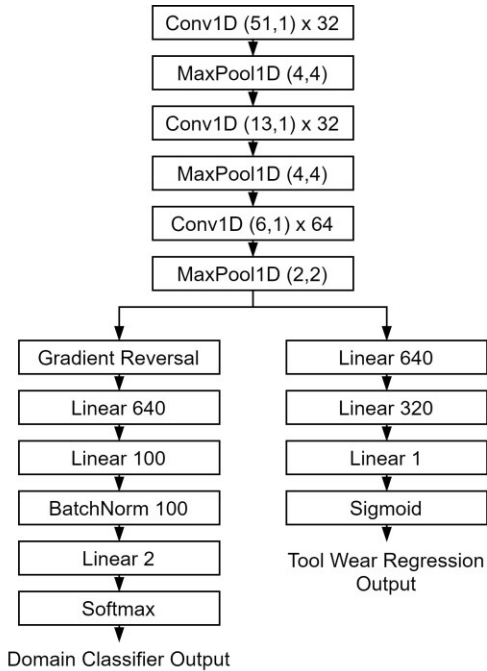 Conv1D (51,1) x 32
MaxPool1D (4,4)
Conv1D (13,1) x 32
MaxPool1D (4,4)
Conv1D (6,1) x 64
MaxPool1D (2,2)
Gradient Reversal
Linear 640
Linear 100
BatchNorm 100
Linear 2
Softmax
Domain Classifier Output
Linear 640
Linear 320
Linear 1
Sigmoid
Tool Wear Regression
Output